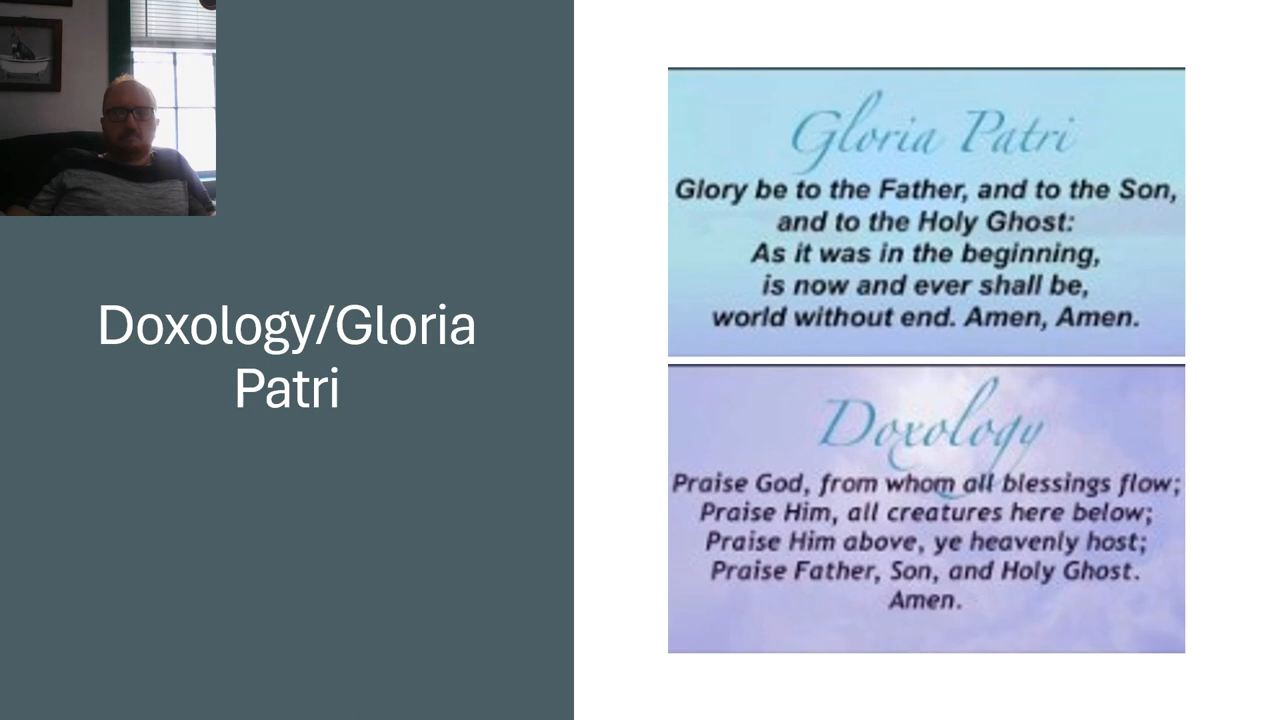 Doxology/Gloria
Patri
Gloria Patri
Glory be to the Father, and to the Son,
and to the Holy Ghost:
As it was in the beginning,
is now and ever shall be,
world without end. Amen, Amen.
Doxology
Praise God, from whom all blessings flow;
Praise Him, all creatures here below;
Praise Him above, ye heavenly host;
Praise Father, Son, and Holy Ghost.
Amen.